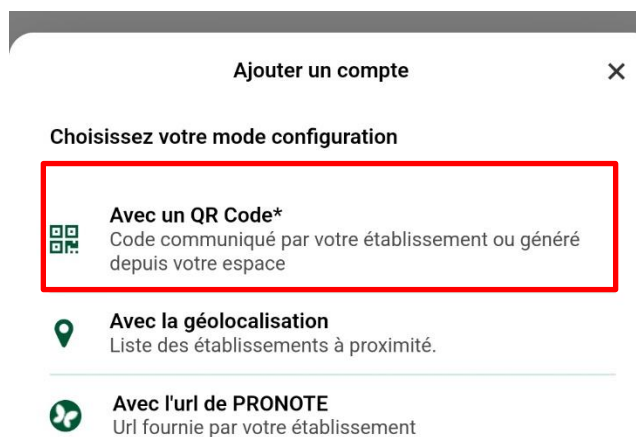 Ajouter un compte
Choisissez votre mode configuration
Avec un QR Code*
Code communiqué par votre établissement ou généré
depuis votre espace
Avec la géolocalisation
Liste des établissements à proximité.
Avec l'url de PRONOTE
Url fournie par votre établissement